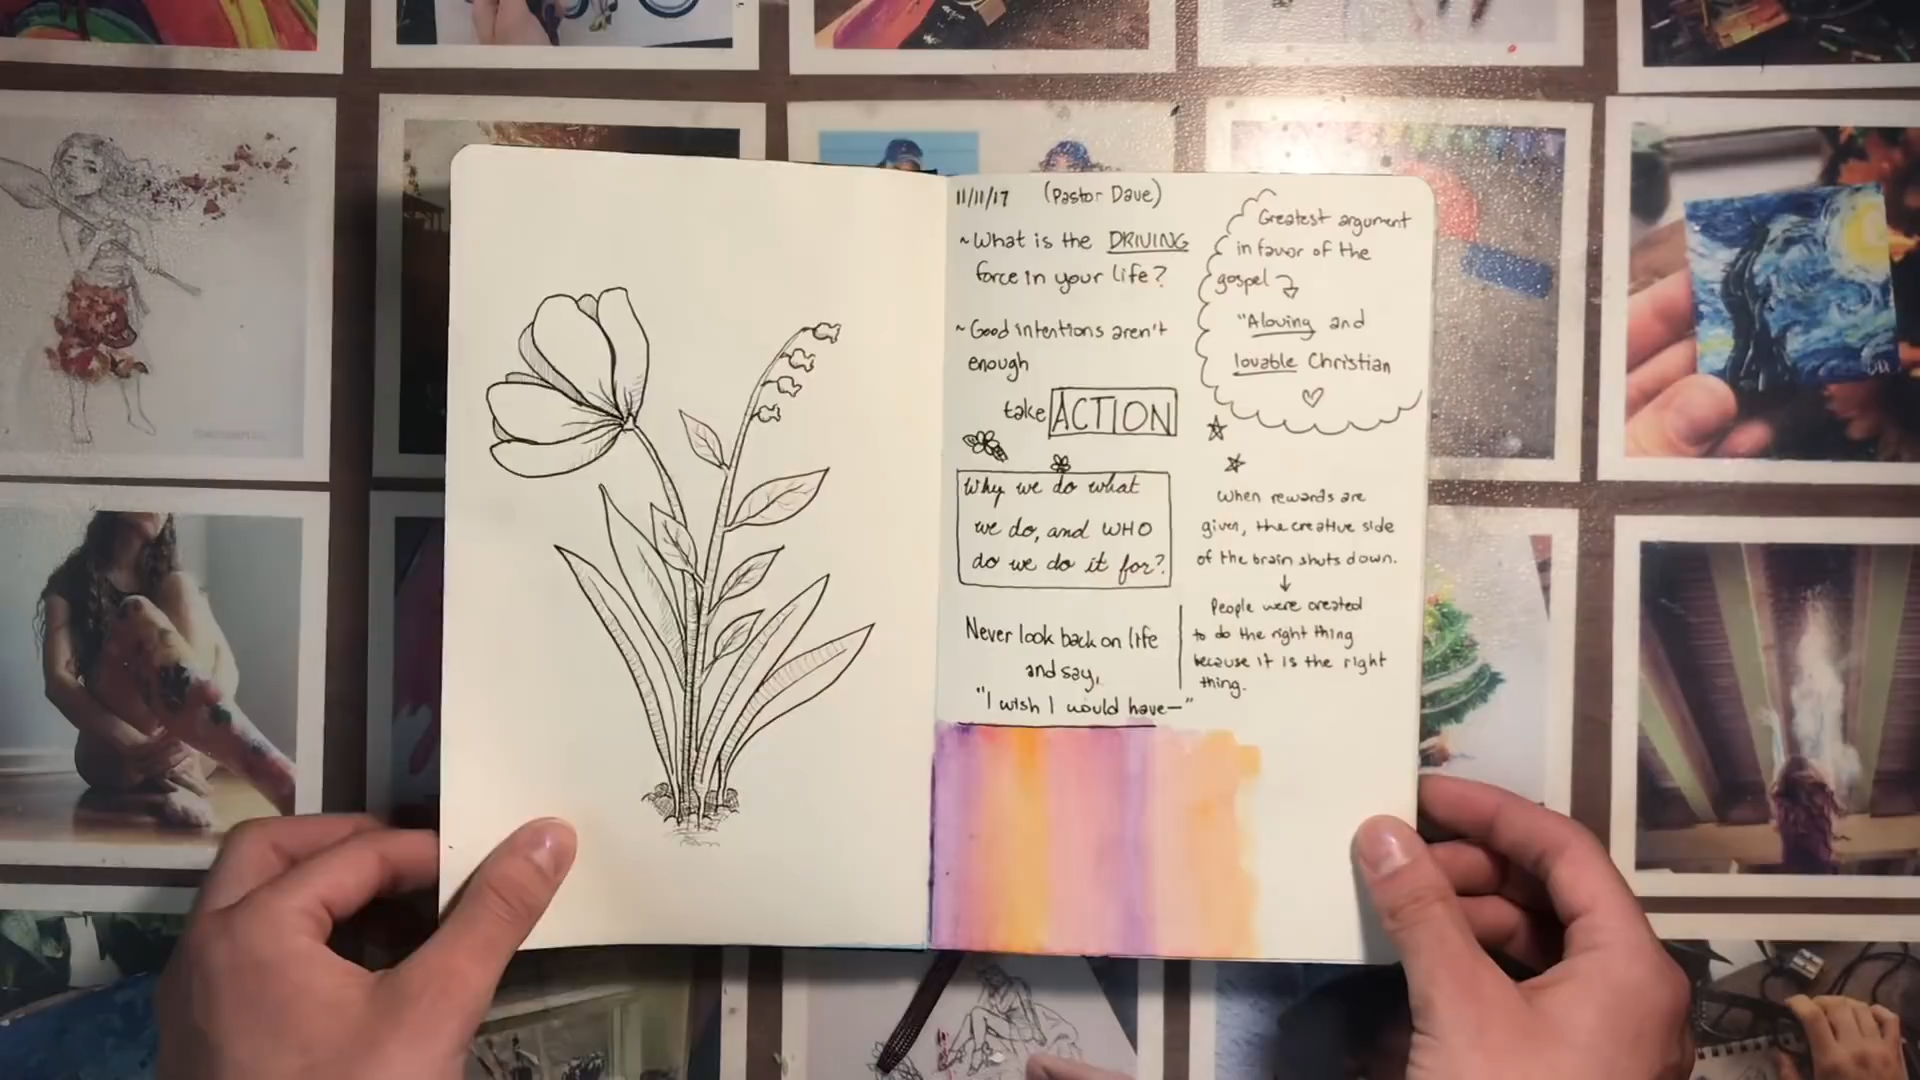 11/11/17 (Pastor Dave)
~What is the DRIVING
force in your life?
~Good intentions aren't
enough
take ACTION
Why we do what
we do, and WHO
do we do it for?
Never look back on life
and say,
"I wish I would have—"
Greatest argument
in favor of the
gospel
"A loving and
lovable Christian
When rewards are
given, the creative side
of the brain shuts down.
People were created
to do the right thing
because it is the right
thing.